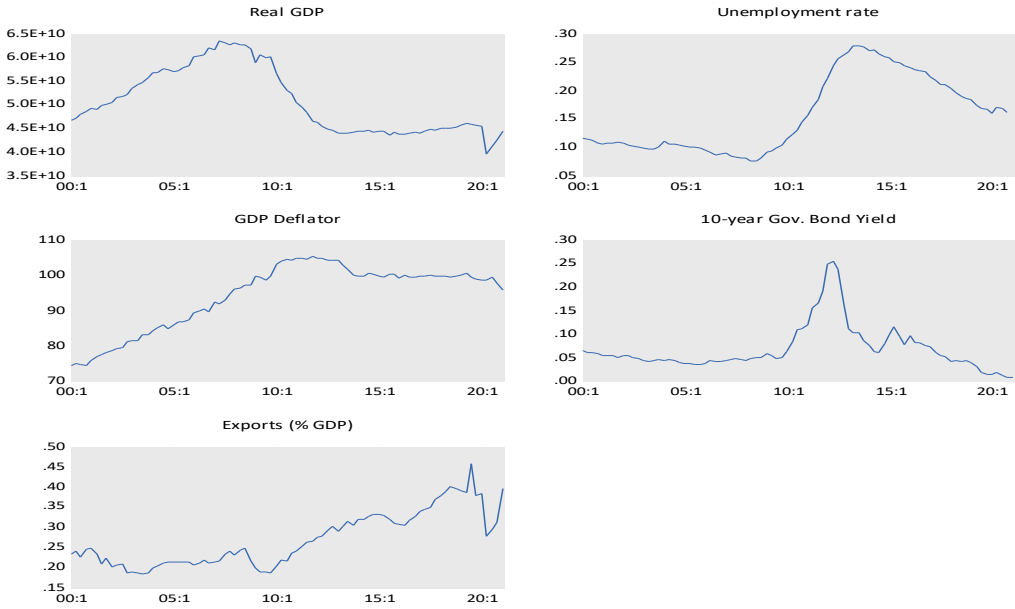 Real GDP
6.5E+10
6.0E+10
5.5E+10
5.0E+10
4.5E+10
4.0E+10
3.5E+10
00:1 05:1 10:1 15:1 20:1
Unemployment rate
.30
.25
.20
.15
.10
.05
00:1 05:1 10:1 15:1 20:1
GDP Deflator
110
100
90
80
70
00:1 05:1 10:1 15:1 20:1
10-year Gov. Bond Yield
.30
.25
.20
.15
.10
.05
.00
00:1 05:1 10:1 15:1 20:1
Exports (% GDP)
.50
.45
.40
.35
.30
.25
.20
.15
00:1 05:1 10:1 15:1 20:1